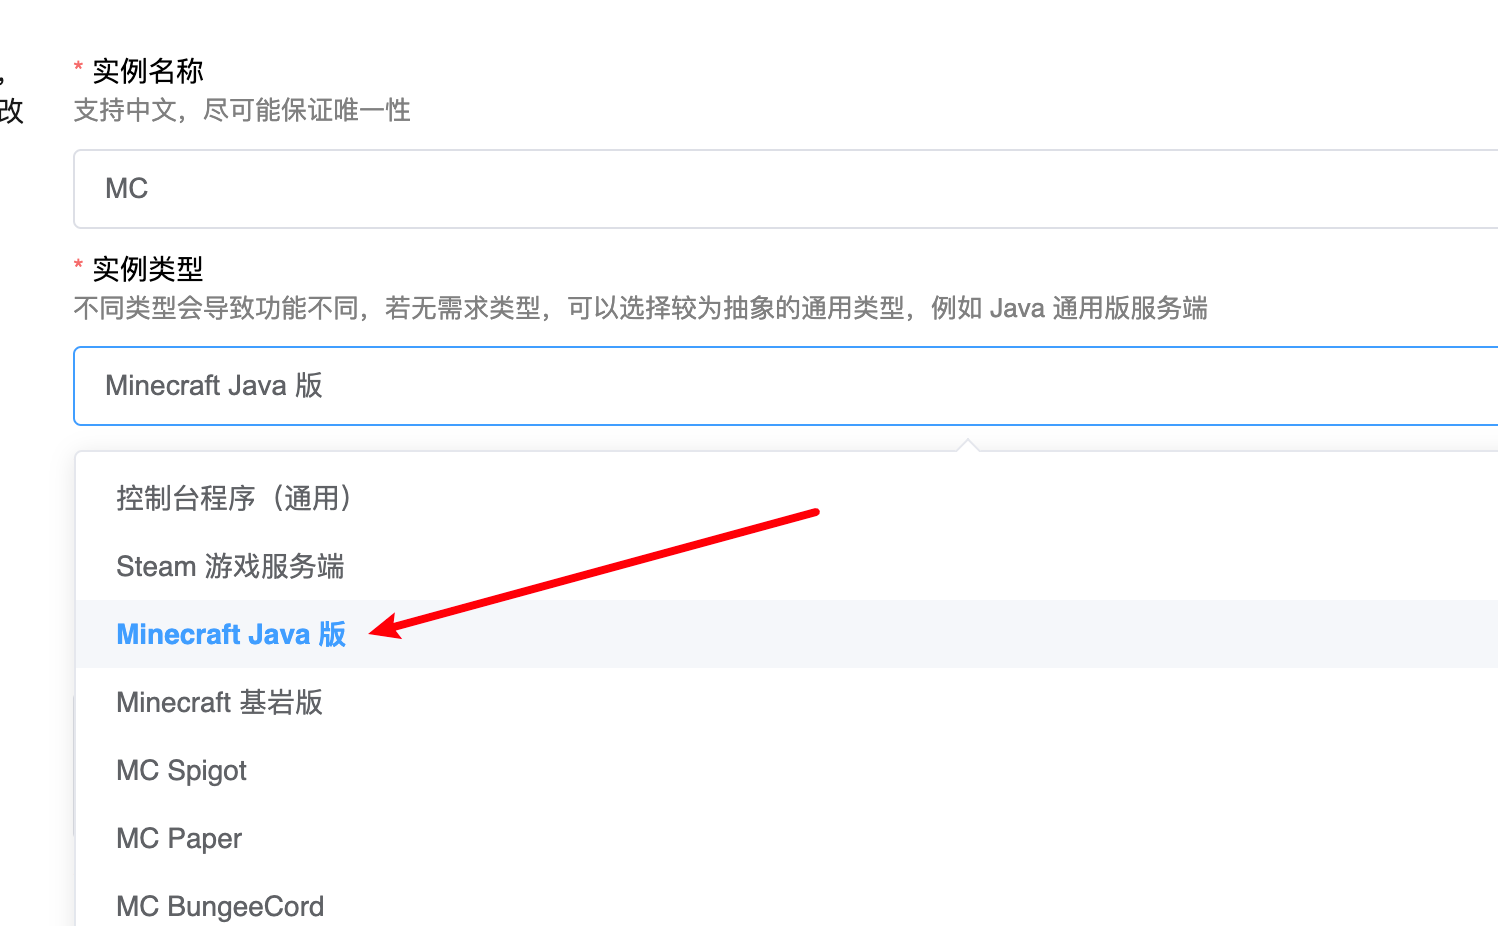 ,
改
* 实例名称
支持中文，尽可能保证唯一性
MC
* 实例类型
不同类型会导致功能不同，若无需求类型，可以选择较为抽象的通用类型，例如 Java 通用版服务端
Minecraft Java 版
控制台程序（通用）
Steam 游戏服务端
Minecraft Java 版
Minecraft 基岩版
MC Spigot
MC Paper
MC BungeeCord